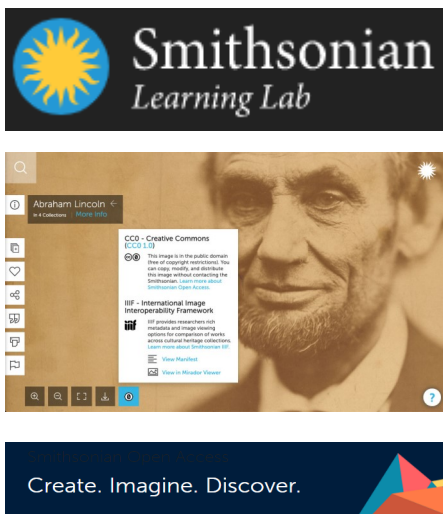 Smithsonian
Learning Lab
Abraham Lincoln ←
In 4 Collections | More Info
CC0 - Creative Commons
(CC0 1.0)
This image is in the public domain
(free of copyright restrictions). You
can copy, modify, and distribute
this image without contacting the
Smithsonian. Learn more about
Smithsonian Open Access.
IIIF - International Image
Interoperability Framework
iiif
IIIF provides researchers rich
metadata and image viewing
options for comparison of works
across cultural heritage collections.
Learn more about Smithsonian IIIF.
View Manifest
View in Mirador Viewer
?
Smithsonian Open Access
Create. Imagine. Discover.